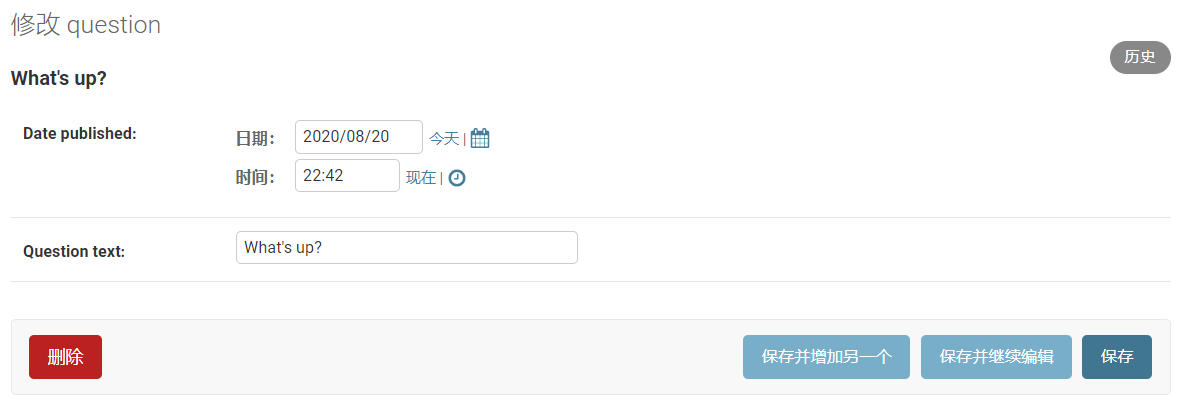 修改 question
历史
What's up?
Date published:
日期: 2020/08/20 今天 |
时间: 22:42 现在 |
Question text: What's up?
删除 保存并增加另一个 保存并继续编辑 保存